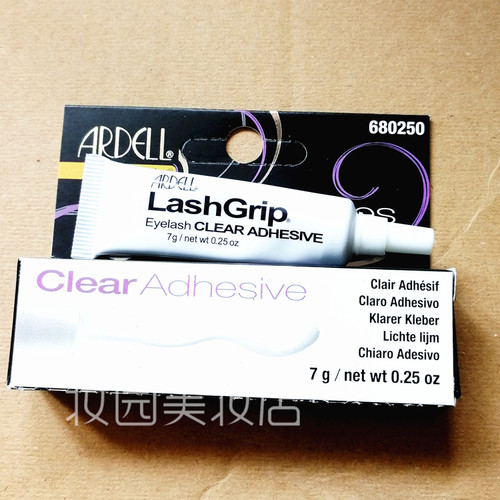 ARDELL®
680250
ARDELL
LashGrip®
Eyelash CLEAR ADHESIVE
7g / net wt 0.25 oz
Clear Adhesive
Clair Adhésif
Claro Adhesivo
Klarer Kleber
Lichte lijm
Chiaro Adesivo
7 g / net wt 0.25 oz
妆园美妆店